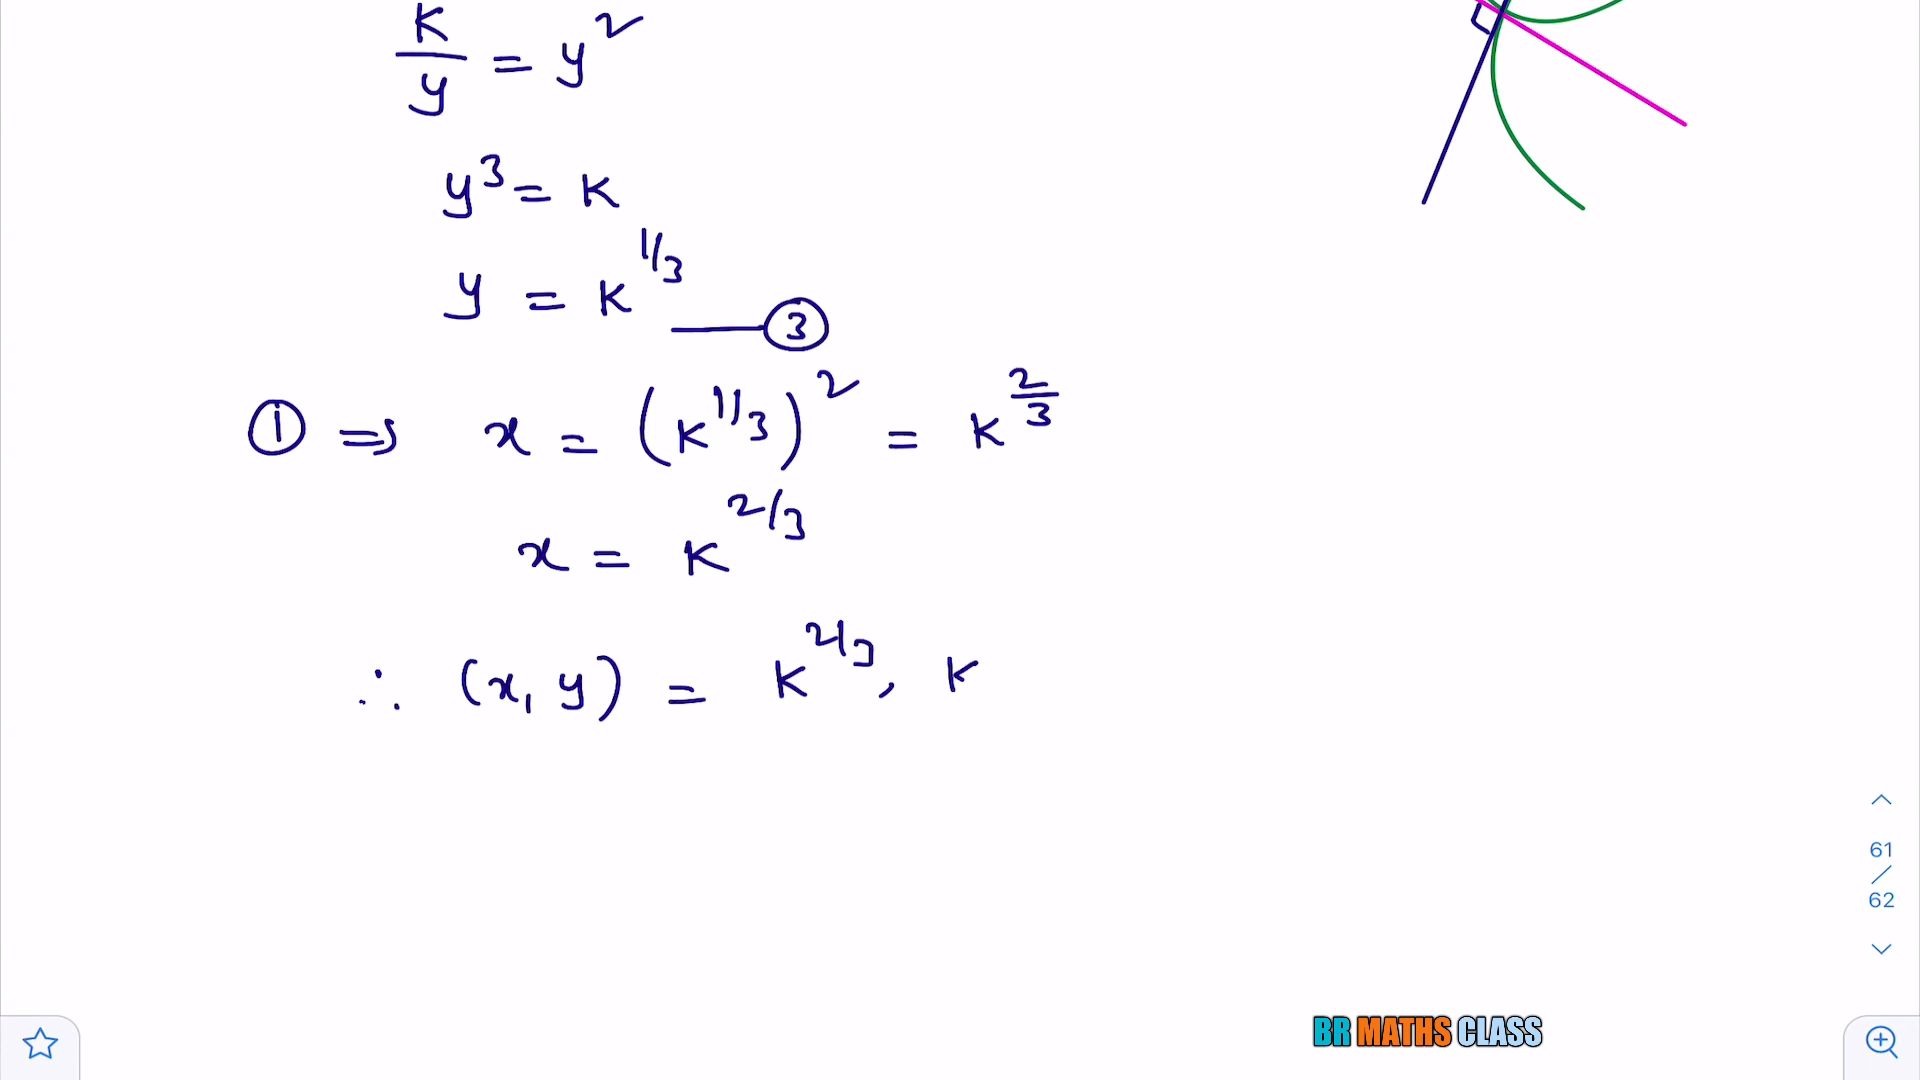 K/y = y²
y³ = K
y = K^1/3 ——③
① ⇒ x = (K^1/3)² = K^2/3
x = K^2/3
∴ (x, y) = K^2/3, K
61
/
62
BR MATHS CLASS